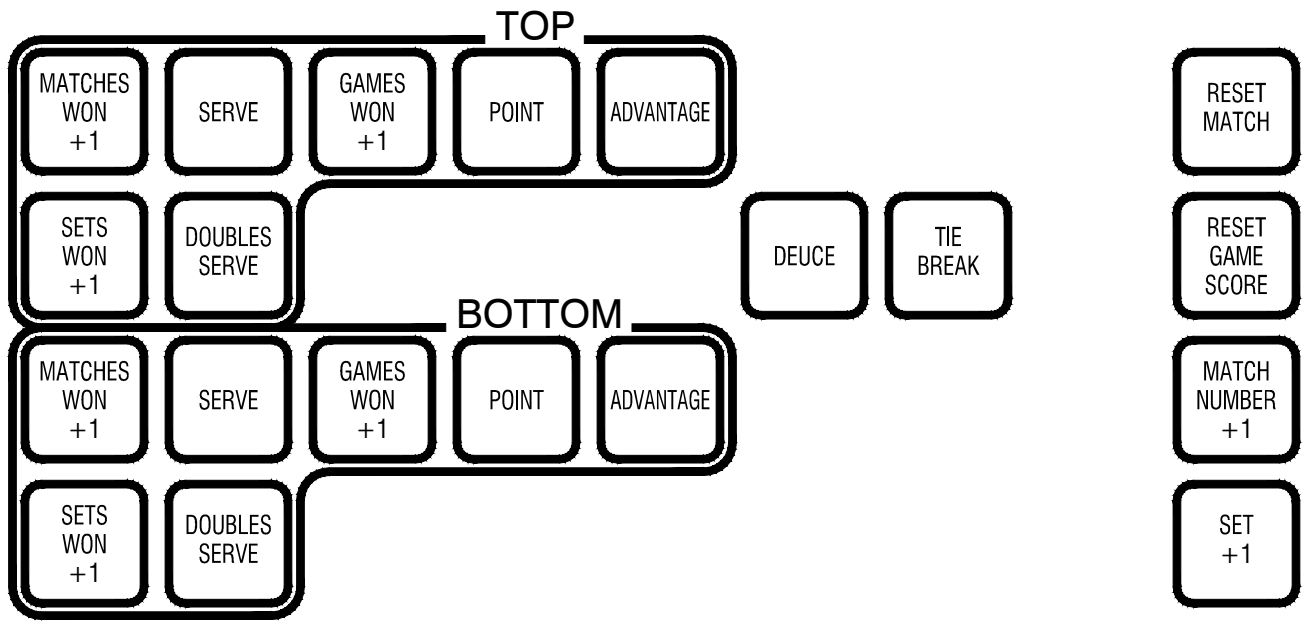 TOP
MATCHES
WON
+1
SERVE
GAMES
WON
+1
POINT
ADVANTAGE
RESET
MATCH
SETS
WON
+1
DOUBLES
SERVE
DEUCE
TIE
BREAK
RESET
GAME
SCORE
BOTTOM
MATCHES
WON
+1
SERVE
GAMES
WON
+1
POINT
ADVANTAGE
MATCH
NUMBER
+1
SETS
WON
+1
DOUBLES
SERVE
SET
+1